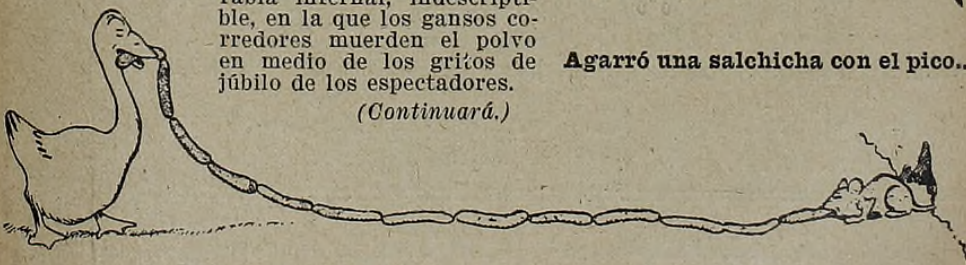 ble, en la que los gansos co-
rredores muerden el polvo
en medio de los gritos de
júbilo de los espectadores.
(Continuará.)
Agarró una salchicha con el pico..